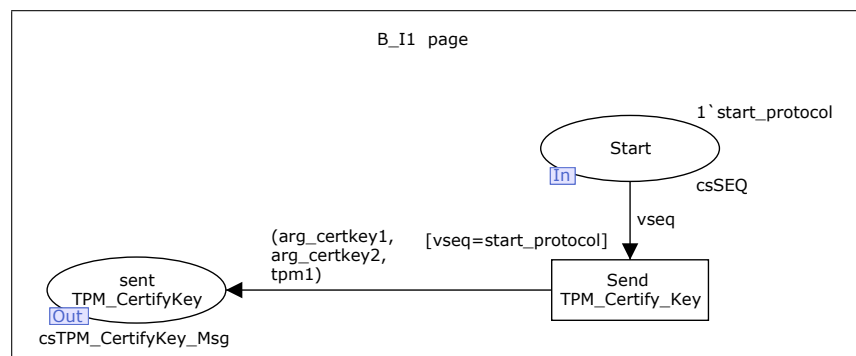 B_I1 page
1`start_protocol
Start
In
csSEQ
vseq
(arg_certkey1,
arg_certkey2,
tpm1)
[vseq=start_protocol]
Send
TPM_Certify_Key
sent
TPM_CertifyKey
Out
csTPM_CertifyKey_Msg